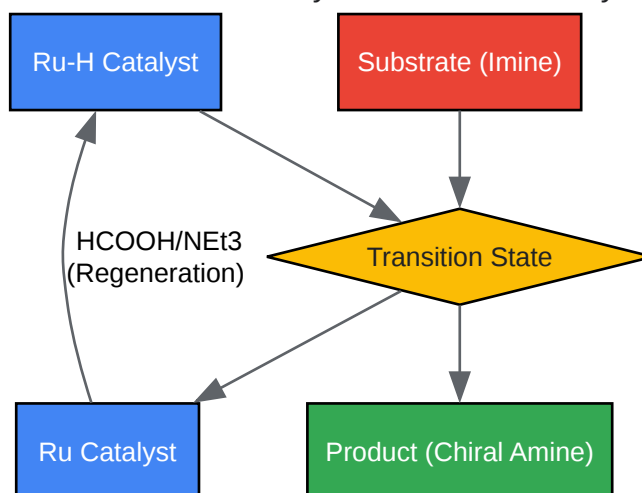 Ru-H Catalyst
Substrate (Imine)
HCOOH/NEt3
(Regeneration)
Transition State
Ru Catalyst
Product (Chiral Amine)